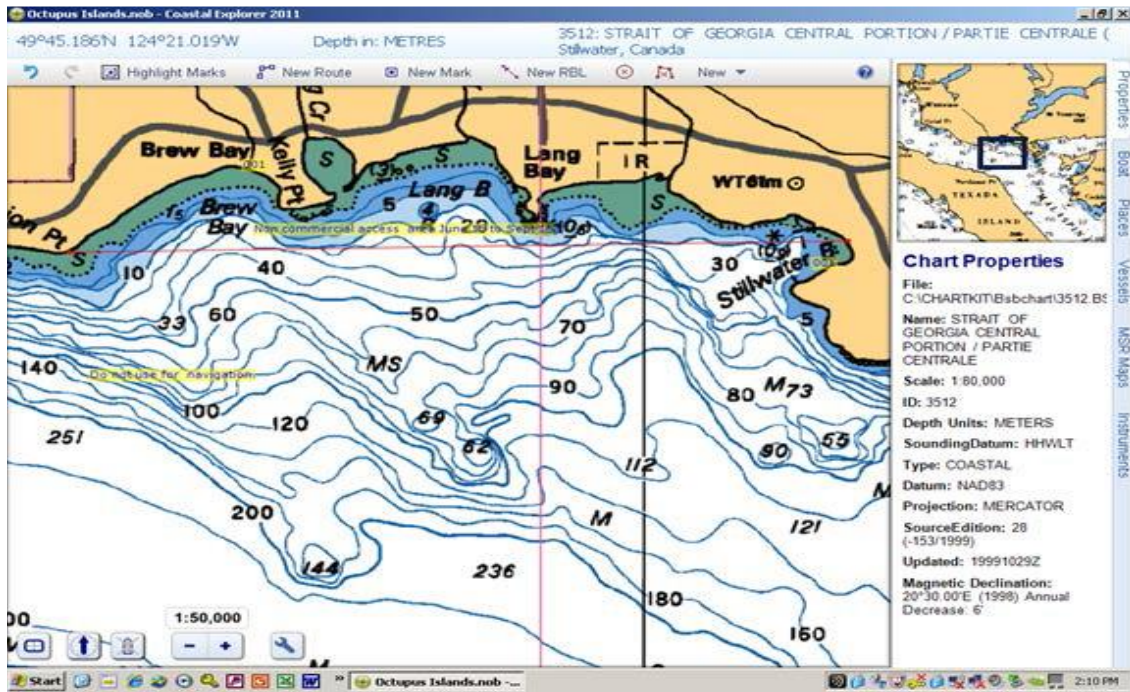 Octupus Islands.nob - Coastal Explorer 2011
49°45.186'N 124°21.019'W
Depth in: METRES
3512: STRAIT OF GEORGIA CENTRAL PORTION / PARTIE CENTRALE (
Stillwater, Canada
Highlight Marks
New Route
New Mark
New RBL
New
Properties
Boat
Places
Vessels
MSR Maps
Instruments
TEXADA
ISLAND
Brew Bay
Kelly Pt
Cr
S
S
Lang
Bay
I R
WT61m
S
S
Lang B
5
4
Brew
Bay
Non commercial access area June
10
40
30
Stillwater
5
33
60
50
70
140
MS
Do not use for navigation.
100
120
90
80
M
73
69
62
90
55
251
112
M
200
M
121
144
236
180
160
1:50,000
Chart Properties
File:
C:\CHARTKIT\Bsbchart\3512.BS
Name: STRAIT OF
GEORGIA CENTRAL
PORTION / PARTIE
CENTRALE
Scale: 1:80,000
ID: 3512
Depth Units: METERS
SoundingDatum: HHWLT
Type: COASTAL
Datum: NAD83
Projection: MERCATOR
SourceEdition: 28
(-153/1999)
Updated: 19991029Z
Magnetic Declination:
20°30.00'E (1998) Annual
Decrease: 6'
Start
Octupus Islands.nob -...
2:10 PM